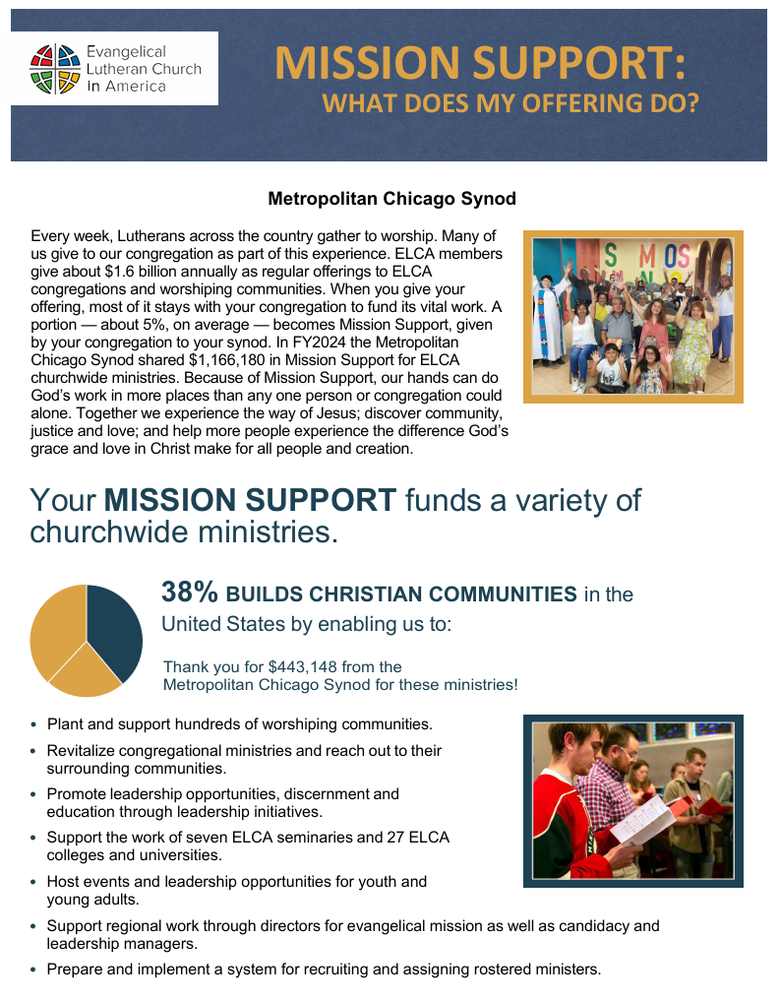 Evangelical
Lutheran Church
in America
MISSION SUPPORT:
WHAT DOES MY OFFERING DO?
Metropolitan Chicago Synod
Every week, Lutherans across the country gather to worship. Many of
us give to our congregation as part of this experience. ELCA members
give about $1.6 billion annually as regular offerings to ELCA
congregations and worshiping communities. When you give your
offering, most of it stays with your congregation to fund its vital work. A
portion — about 5%, on average — becomes Mission Support, given
by your congregation to your synod. In FY2024 the Metropolitan
Chicago Synod shared $1,166,180 in Mission Support for ELCA
churchwide ministries. Because of Mission Support, our hands can do
God’s work in more places than any one person or congregation could
alone. Together we experience the way of Jesus; discover community,
justice and love; and help more people experience the difference God’s
grace and love in Christ make for all people and creation.
S MOS
Your MISSION SUPPORT funds a variety of
churchwide ministries.
38% BUILDS CHRISTIAN COMMUNITIES in the
United States by enabling us to:
Thank you for $443,148 from the
Metropolitan Chicago Synod for these ministries!
• Plant and support hundreds of worshiping communities.
• Revitalize congregational ministries and reach out to their
surrounding communities.
• Promote leadership opportunities, discernment and
education through leadership initiatives.
• Support the work of seven ELCA seminaries and 27 ELCA
colleges and universities.
• Host events and leadership opportunities for youth and
young adults.
• Support regional work through directors for evangelical mission as well as candidacy and
leadership managers.
• Prepare and implement a system for recruiting and assigning rostered ministers.